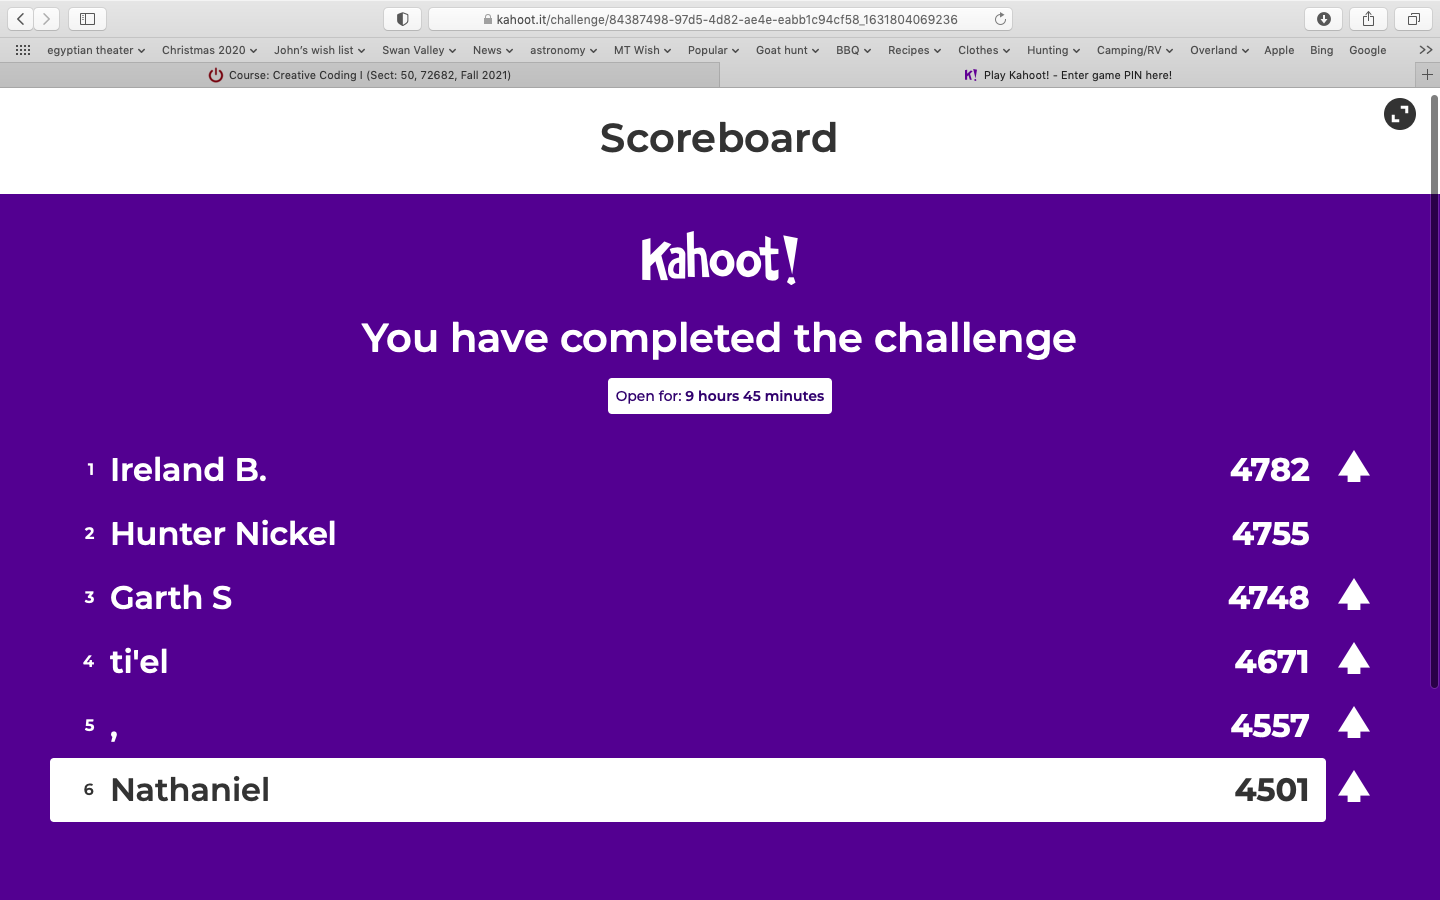 kahoot.it/challenge/84387498-97d5-4d82-ae4e-eabb1c94cf58_1631804069236
egyptian theater Christmas 2020 John's wish list Swan Valley News astronomy MT Wish Popular Goat hunt BBQ Recipes Clothes Hunting Camping/RV Overland Apple Bing Google
Course: Creative Coding I (Sect: 50, 72682, Fall 2021) K! Play Kahoot! - Enter game PIN here!
Scoreboard
Kahoot!
You have completed the challenge
Open for: 9 hours 45 minutes
1 Ireland B. 4782
2 Hunter Nickel 4755
3 Garth S 4748
4 ti'el 4671
5 , 4557
6 Nathaniel 4501